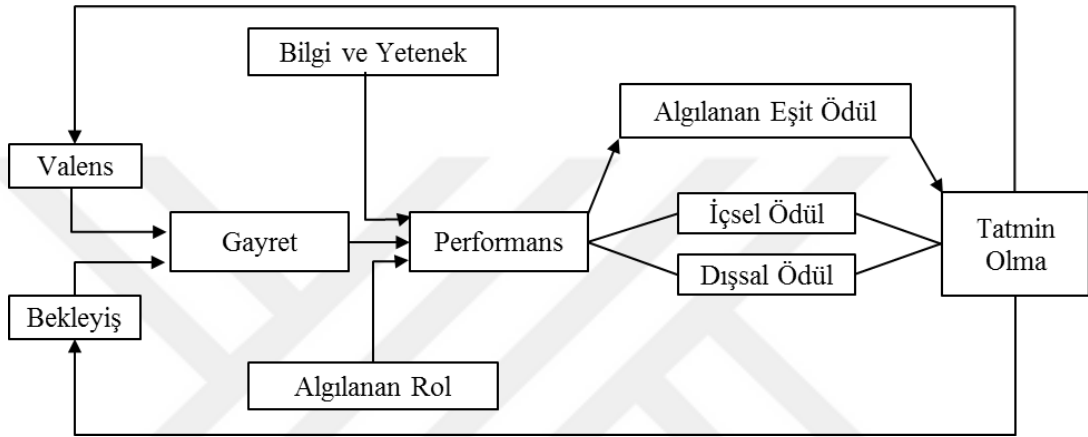 Bilgi ve Yetenek
Algılanan Eşit Ödül
Valens
İçsel Ödül
Gayret
Performans
Tatmin
Olma
Dışsal Ödül
Bekleyiş
Algılanan Rol